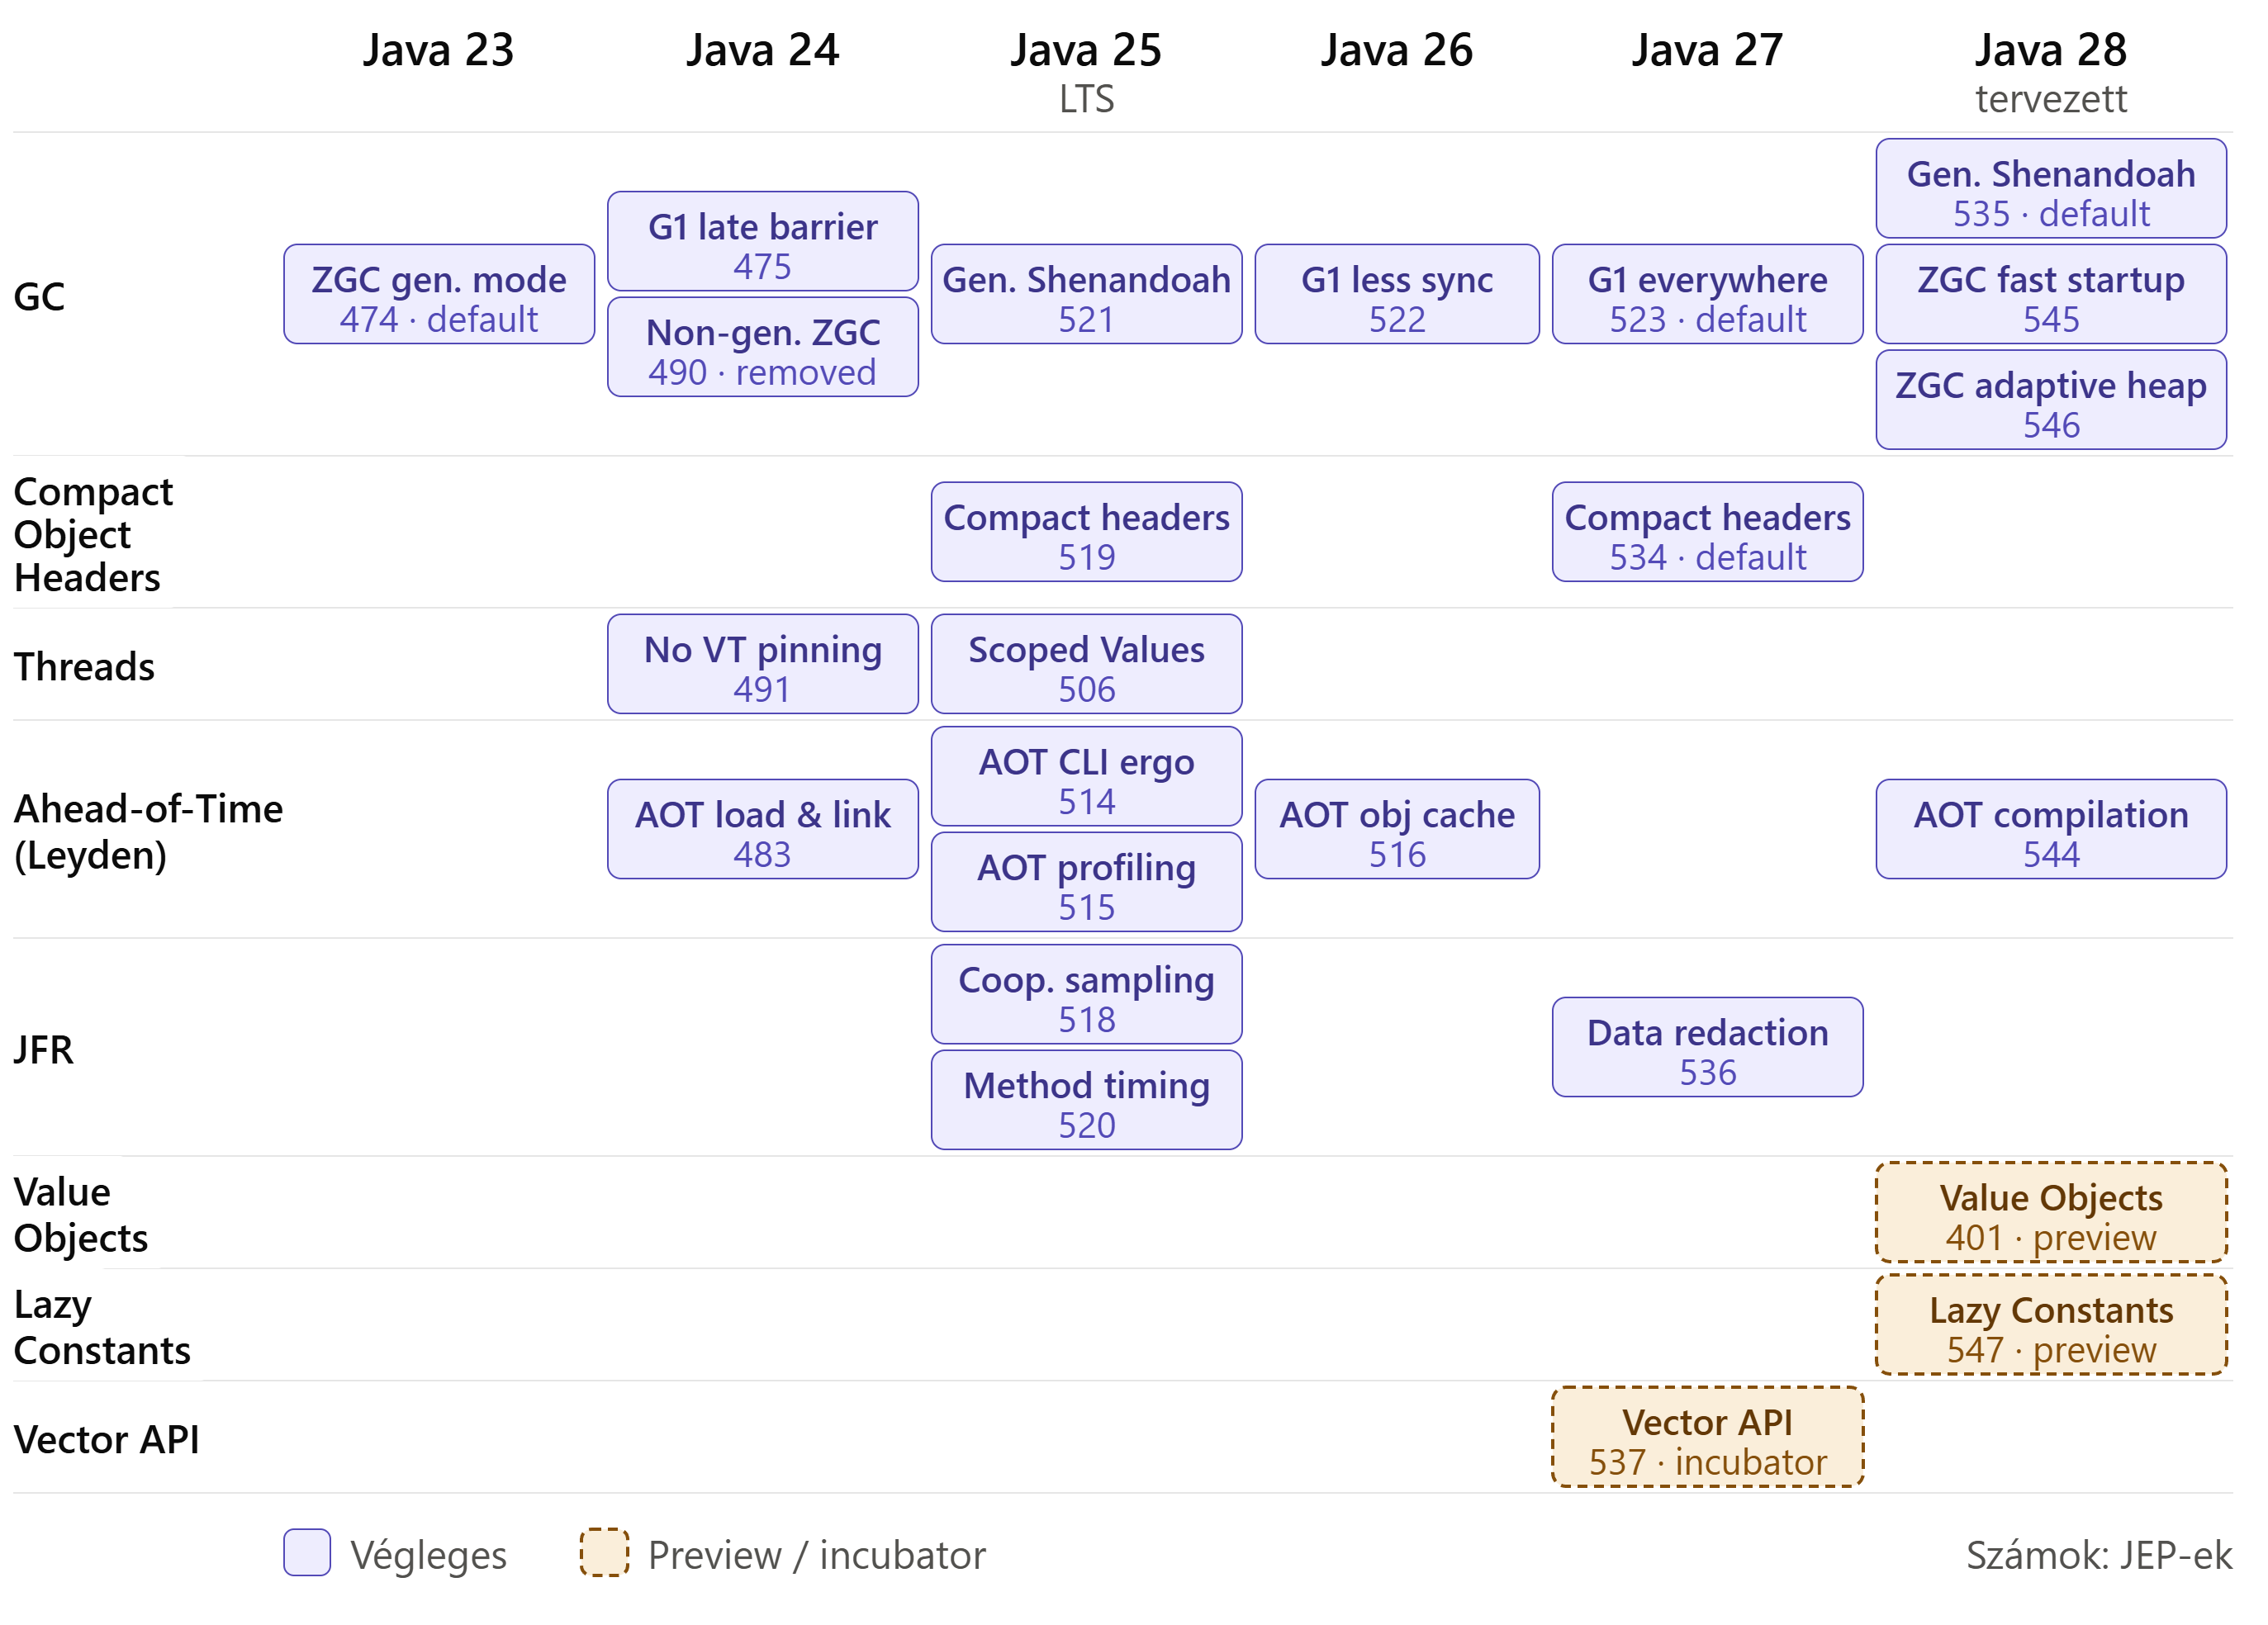 Java 23
Java 24
Java 25
LTS
Java 26
Java 27
Java 28
tervezett
GC
ZGC gen. mode
474 · default
G1 late barrier
475
Non-gen. ZGC
490 · removed
Gen. Shenandoah
521
G1 less sync
522
G1 everywhere
523 · default
Gen. Shenandoah
535 · default
ZGC fast startup
545
ZGC adaptive heap
546
Compact
Object
Headers
Compact headers
519
Compact headers
534 · default
Threads
No VT pinning
491
Scoped Values
506
Ahead-of-Time
(Leyden)
AOT load & link
483
AOT CLI ergo
514
AOT profiling
515
AOT obj cache
516
AOT compilation
544
JFR
Coop. sampling
518
Method timing
520
Data redaction
536
Value
Objects
Value Objects
401 · preview
Lazy
Constants
Lazy Constants
547 · preview
Vector API
Vector API
537 · incubator
Végleges
Preview / incubator
Számok: JEP-ek